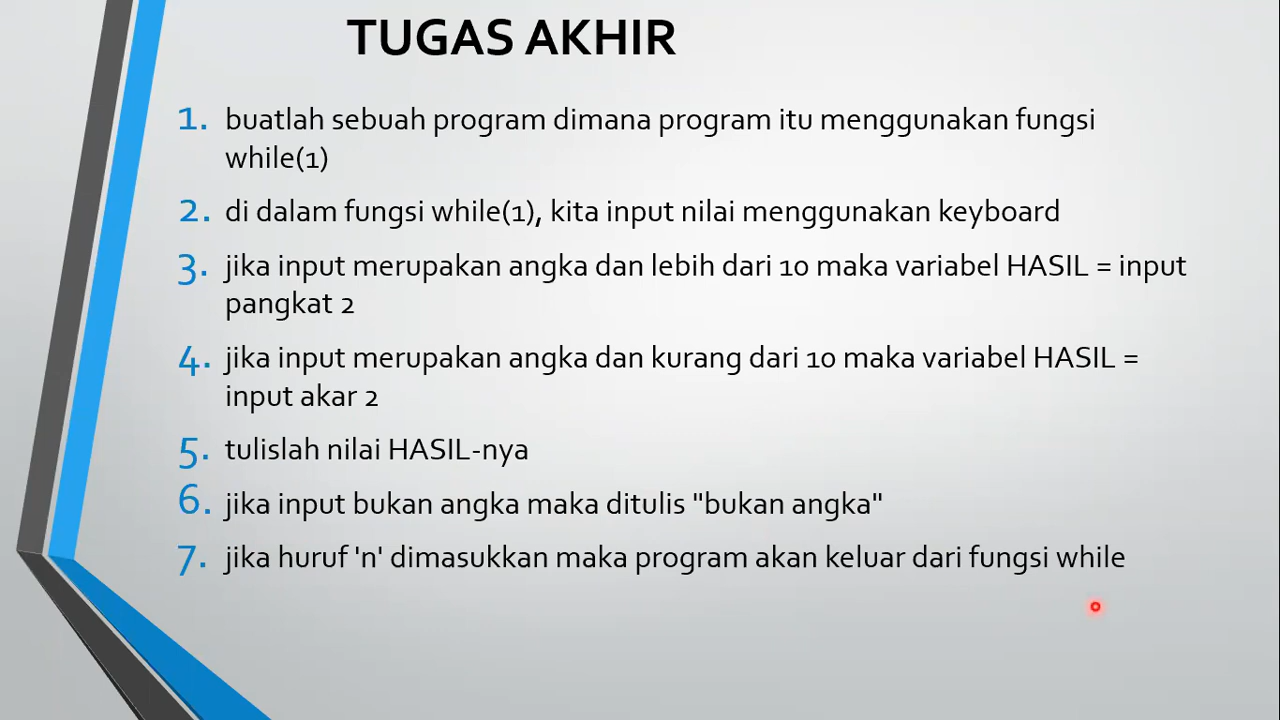 TUGAS AKHIR
1. buatlah sebuah program dimana program itu menggunakan fungsi
while(1)
2. di dalam fungsi while(1), kita input nilai menggunakan keyboard
3. jika input merupakan angka dan lebih dari 10 maka variabel HASIL = input
pangkat 2
4. jika input merupakan angka dan kurang dari 10 maka variabel HASIL =
input akar 2
5. tulislah nilai HASIL-nya
6. jika input bukan angka maka ditulis "bukan angka"
7. jika huruf 'n' dimasukkan maka program akan keluar dari fungsi while